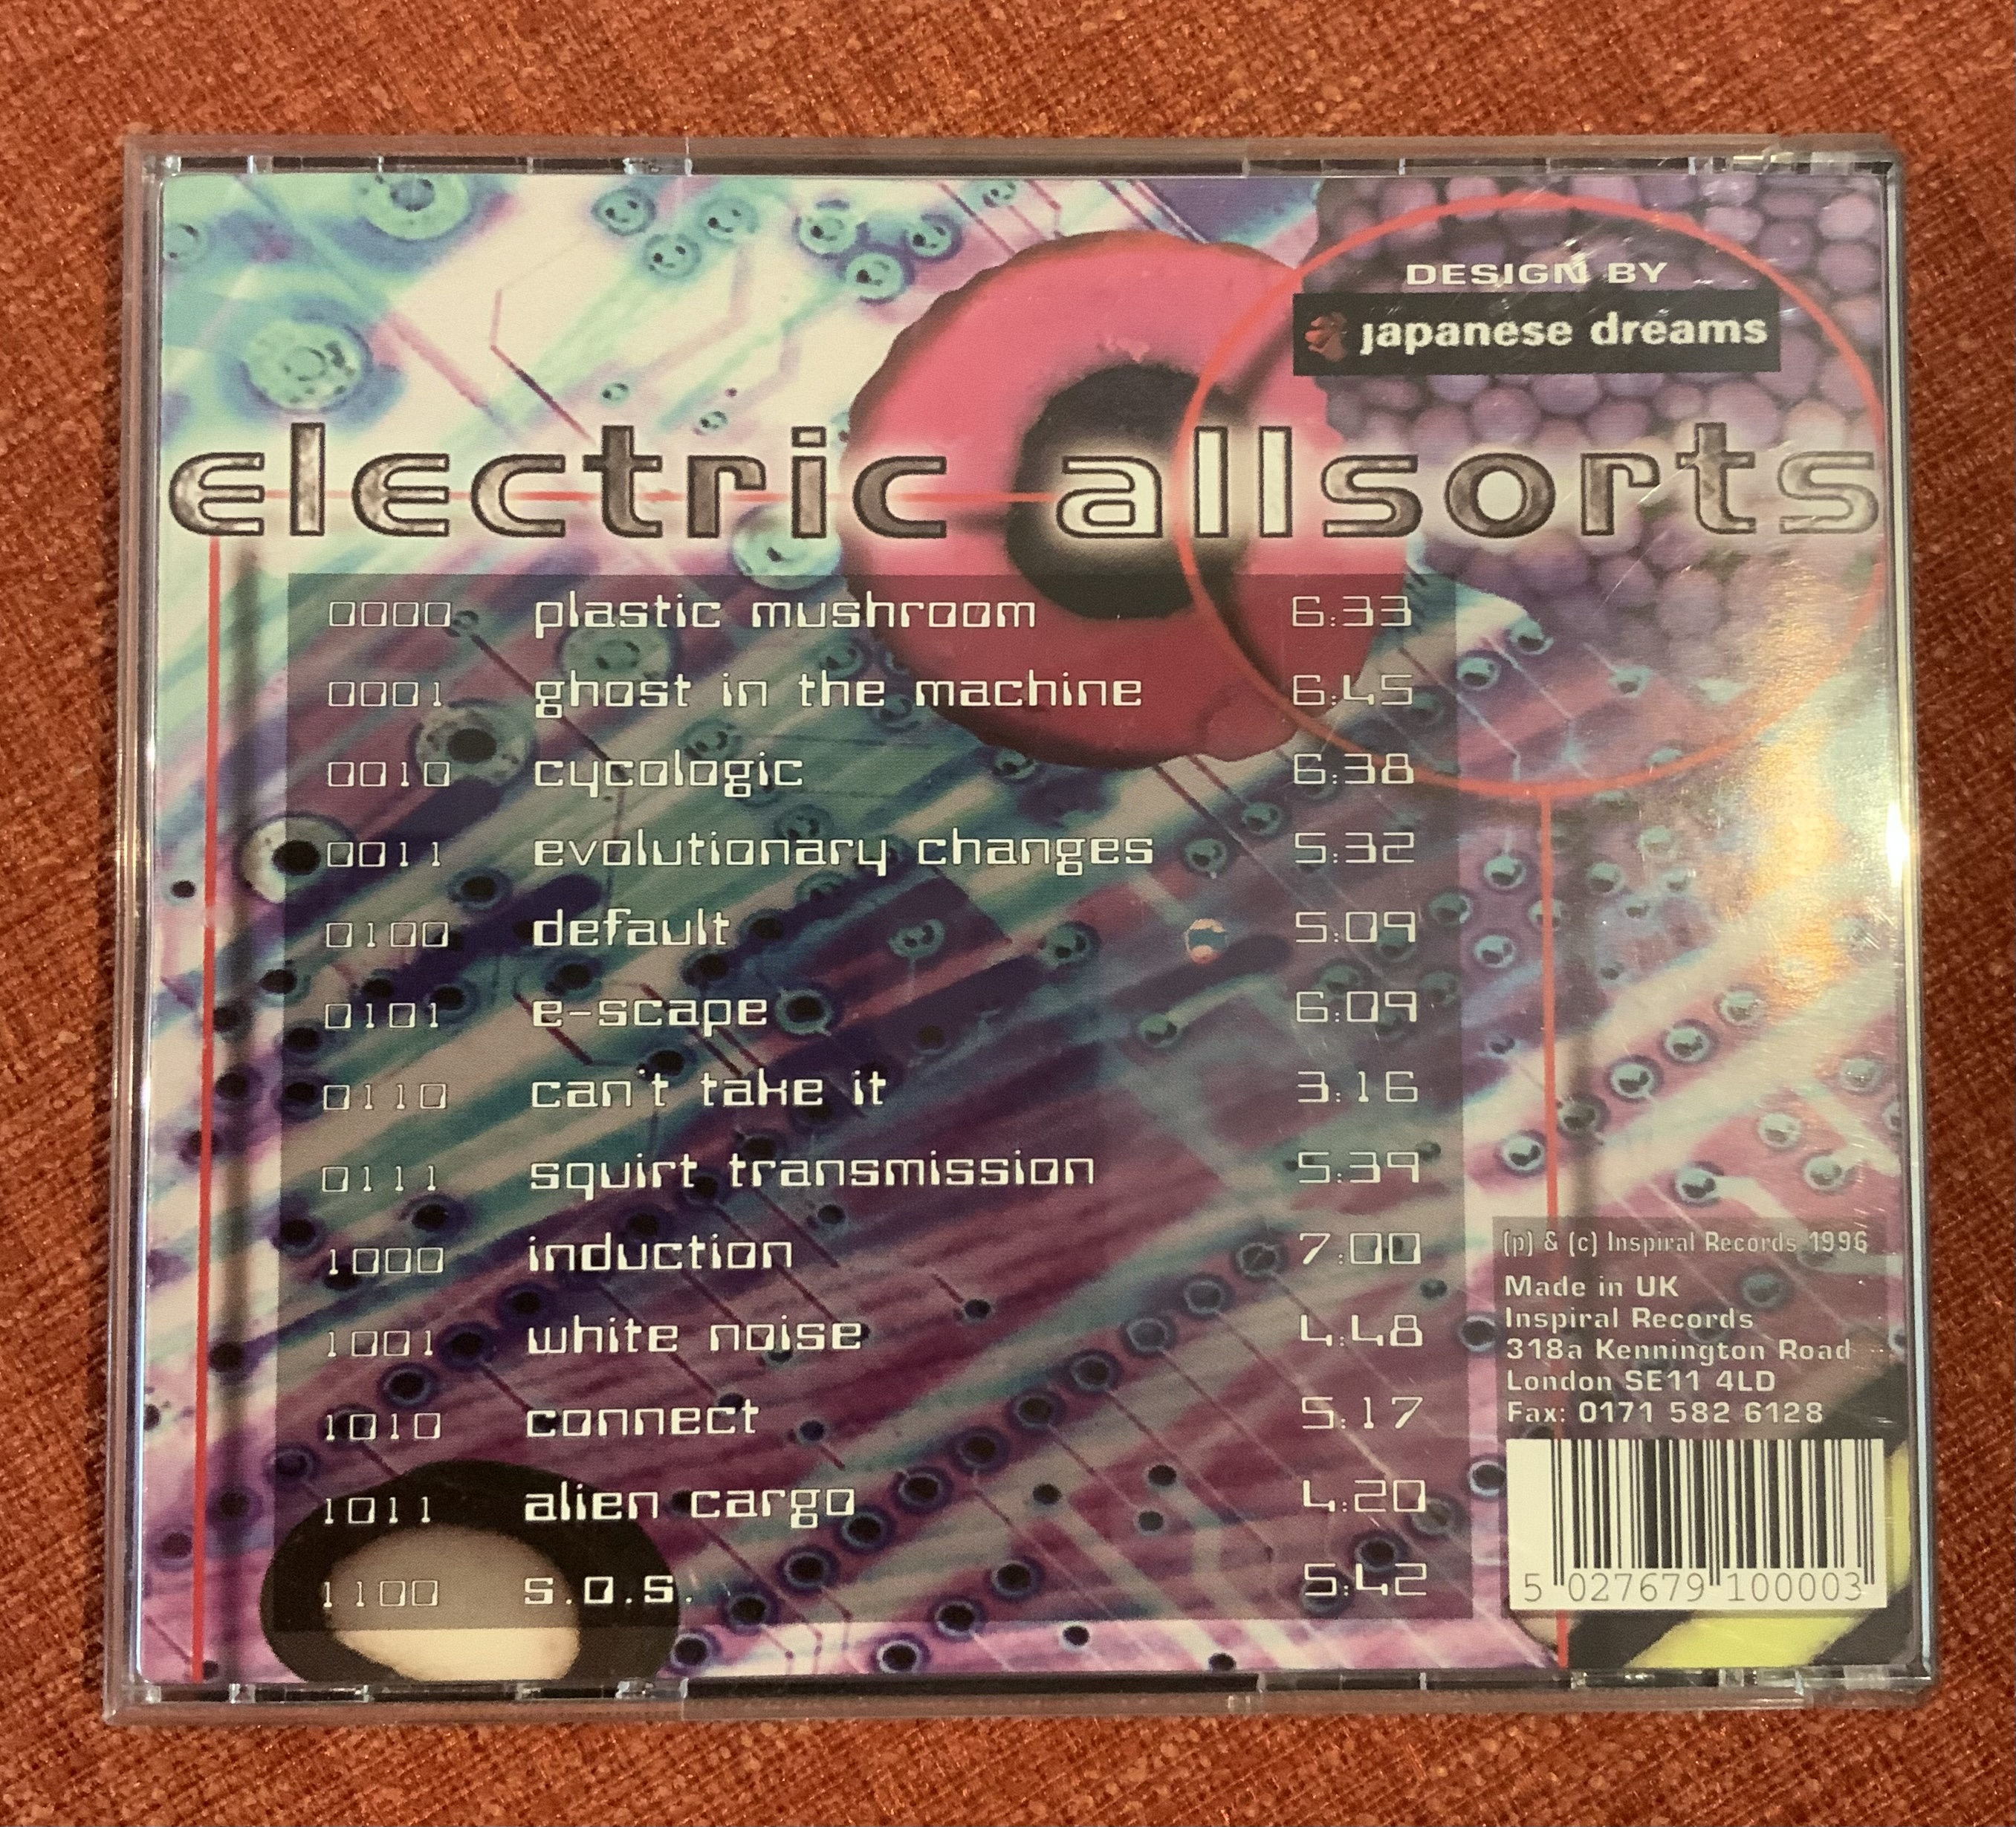 DESIGN BY
japanese dreams
electric allsorts
0000 plastic mushroom 6:33
0001 ghost in the machine 6:45
0010 cycologic 6:38
0011 evolutionary changes 5:32
0100 default 5:09
0101 e-scape 6:09
0110 can't take it 3:16
0111 squirt transmission 5:39
1000 induction 7:00
1001 white noise 4:48
1010 connect 5:17
1011 alien cargo 4:20
1100 s.o.s. 5:42
(p) & (c) Inspiral Records 1996
Made in UK
Inspiral Records
318a Kennington Road
London SE11 4LD
Fax: 0171 582 6128
5 027679 100003